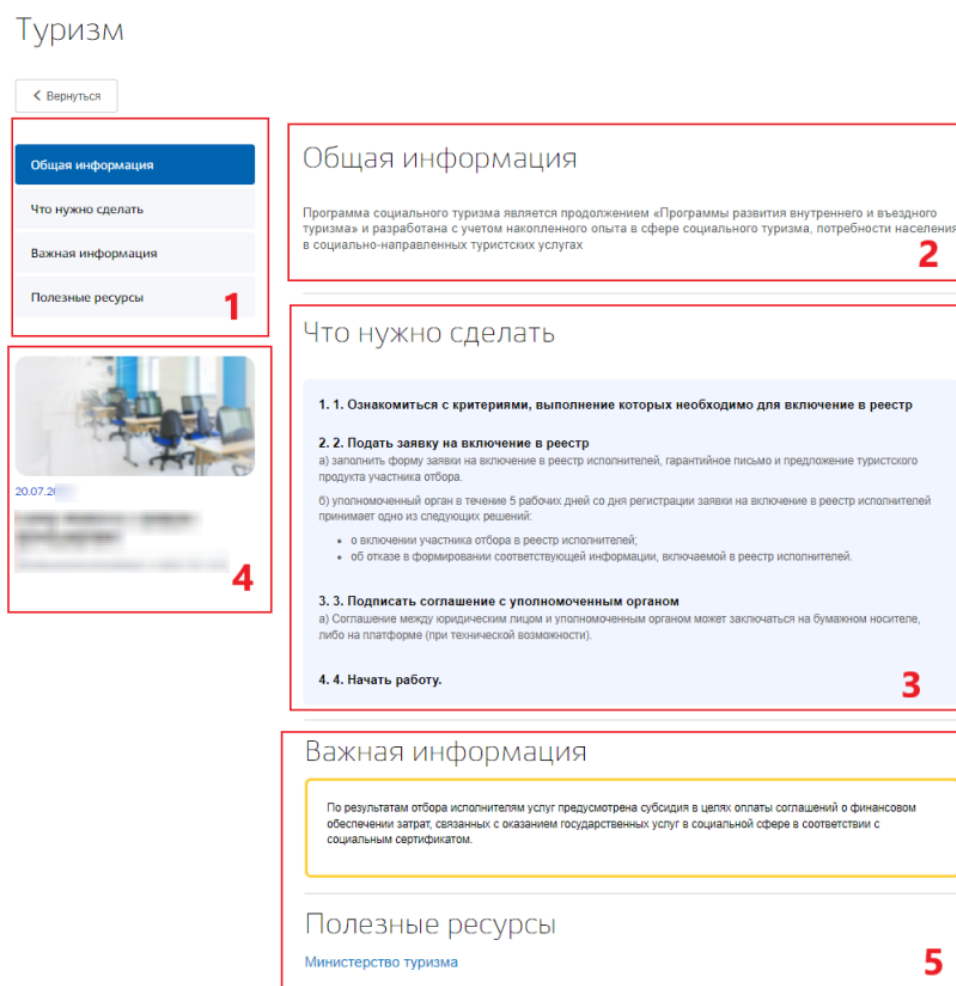 Туризм
Вернуться
Общая информация
Что нужно сделать
Важная информация
Полезные ресурсы
1
20.07.2
4
Общая информация
Программа социального туризма является продолжением «Программы развития внутреннего и въездного
туризма» и разработана с учетом накопленного опыта в сфере социального туризма, потребности населения
в социально-направленных туристских услугах
2
Что нужно сделать
1. 1. Ознакомиться с критериями, выполнение которых необходимо для включение в реестр
2. 2. Подать заявку на включение в реестр
а) заполнить форму заявки на включение в реестр исполнителей, гарантийное письмо и предложение туристского
продукта участника отбора.
б) уполномоченный орган в течение 5 рабочих дней со дня регистрации заявки на включение в реестр исполнителей
принимает одно из следующих решений:
• о включении участника отбора в реестр исполнителей;
• об отказе в формировании соответствующей информации, включаемой в реестр исполнителей.
3. 3. Подписать соглашение с уполномоченным органом
а) Соглашение между юридическим лицом и уполномоченным органом может заключаться на бумажном носителе,
либо на платформе (при технической возможности).
4. 4. Начать работу.
3
Важная информация
По результатам отбора исполнителям услуг предусмотрена субсидия в целях оплаты соглашений о финансовом
обеспечении затрат, связанных с оказанием государственных услуг в социальной сфере в соответствии с
социальным сертификатом.
Полезные ресурсы
Министерство туризма
5